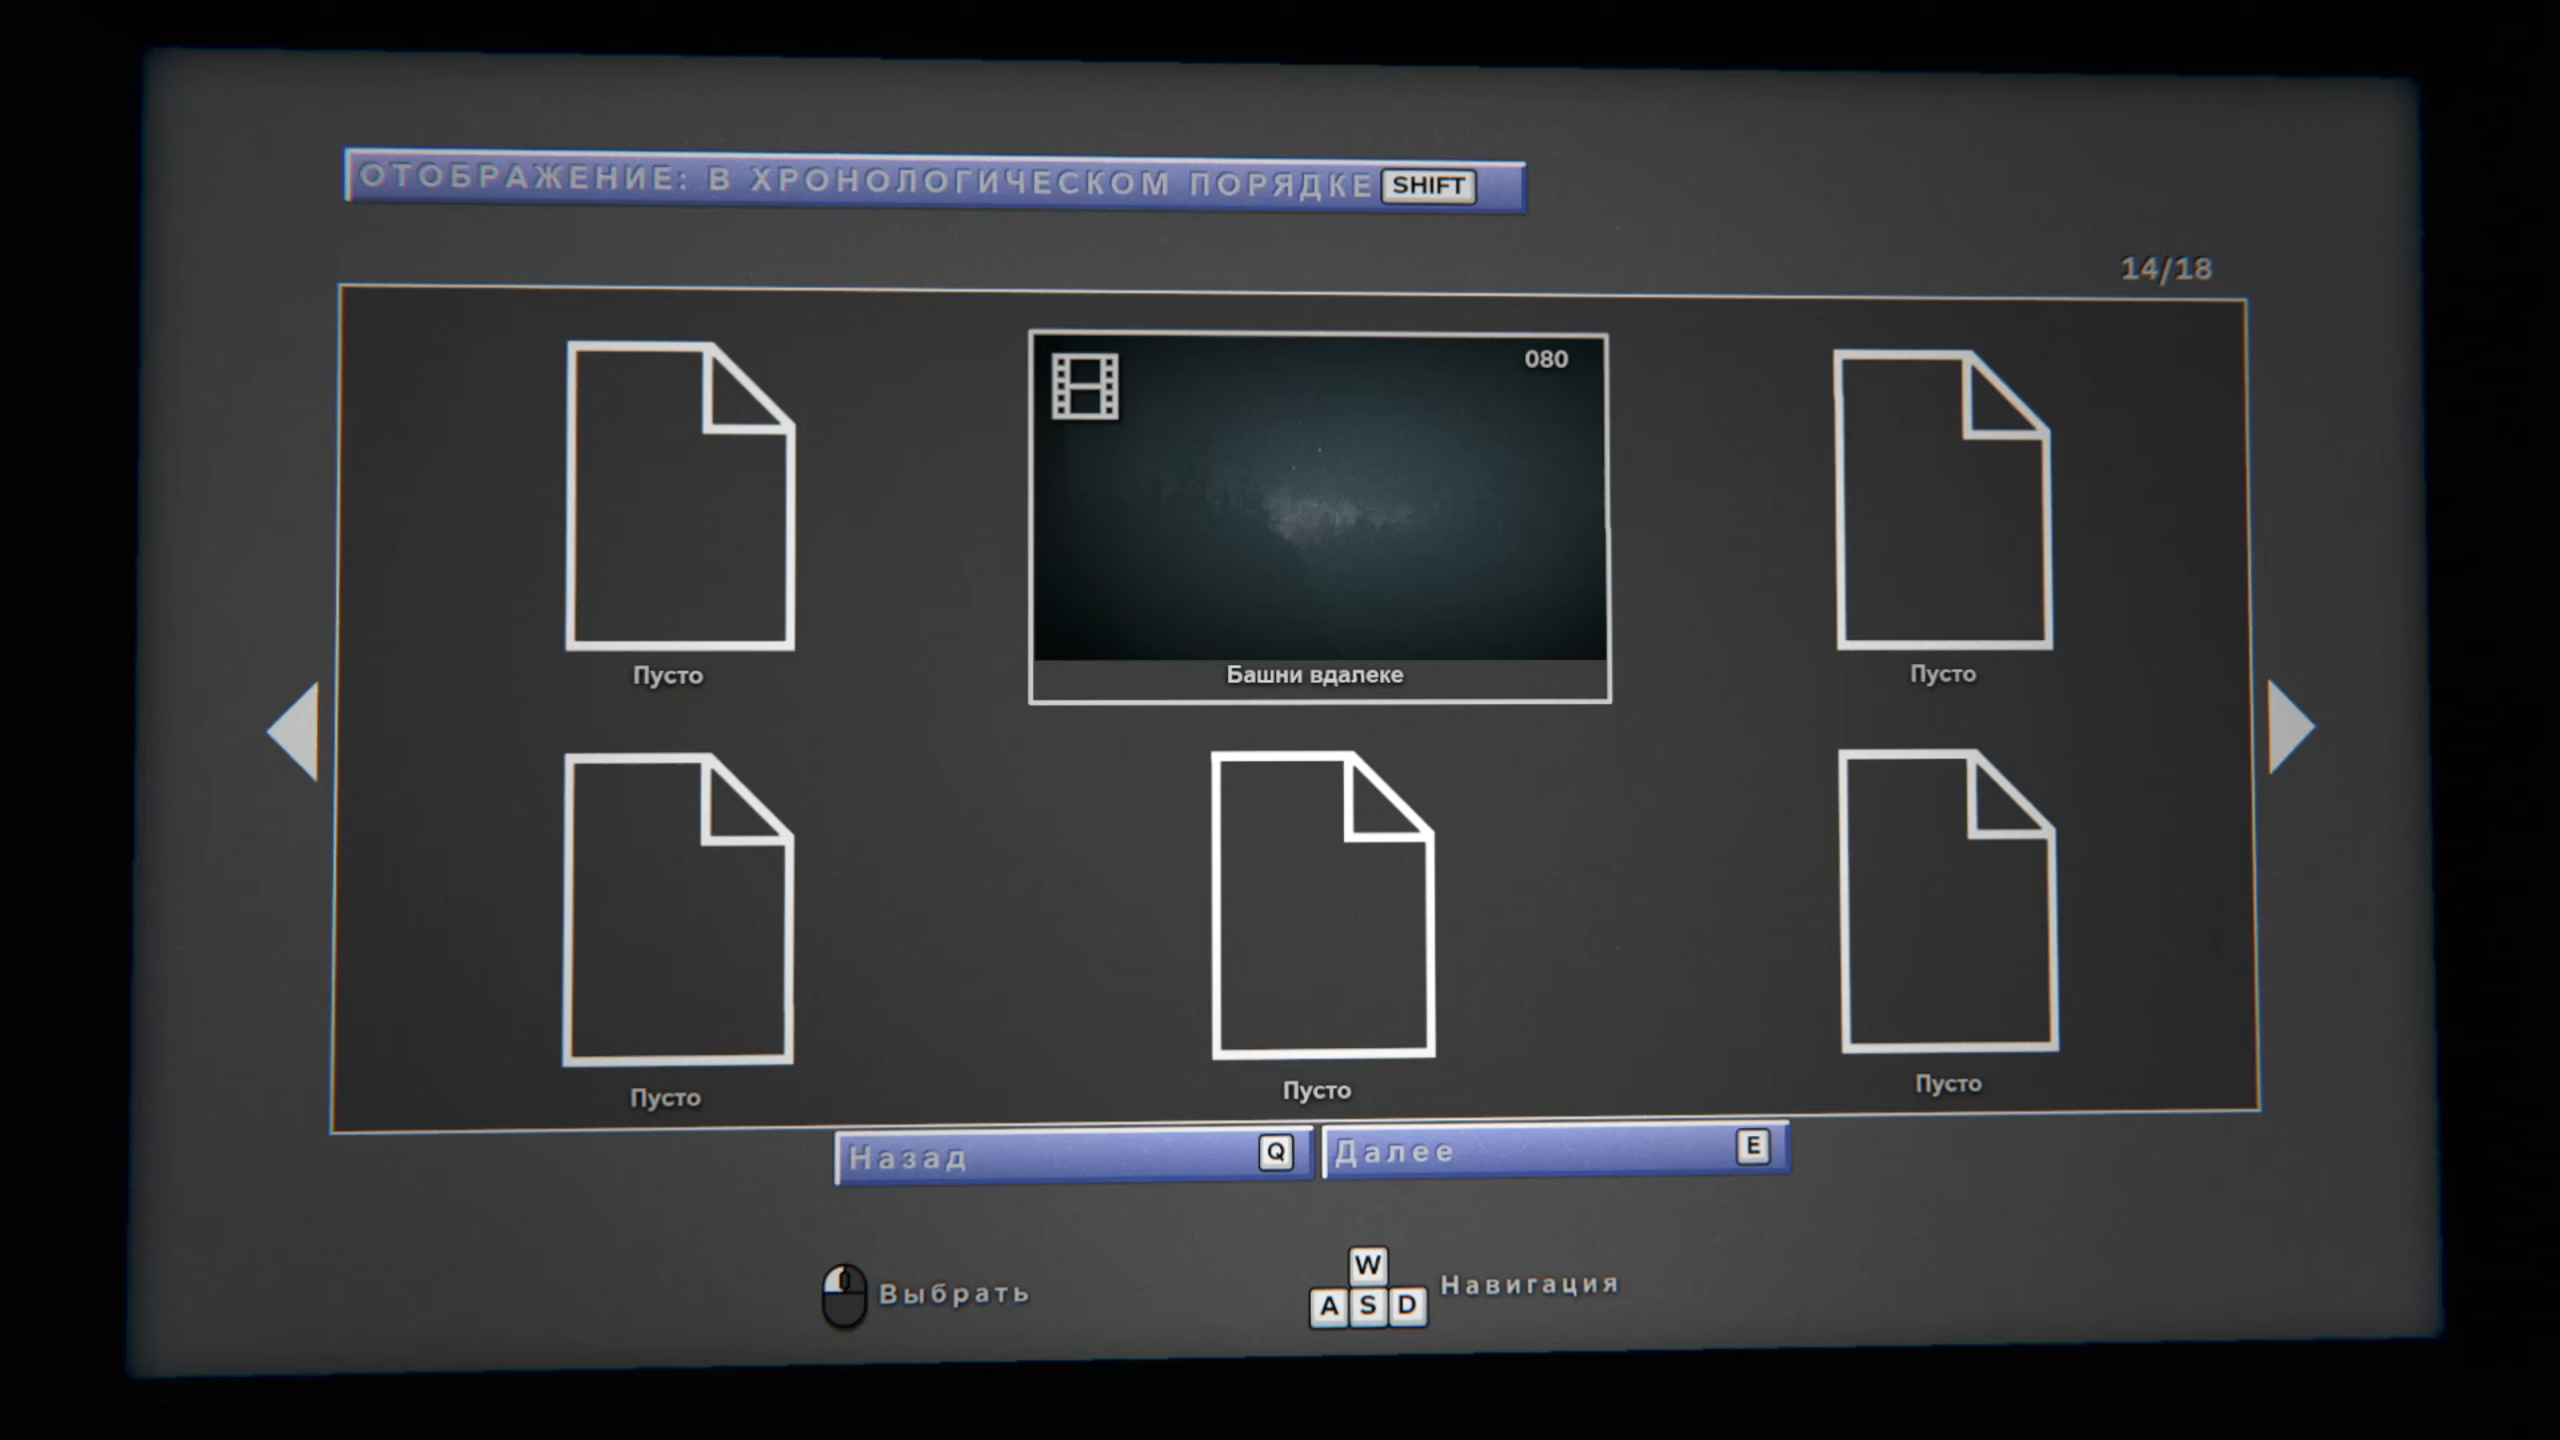 ОТОБРАЖЕНИЕ: В ХРОНОЛОГИЧЕСКОМ ПОРЯДКЕ SHIFT
14/18
080
Пусто
Башни вдалеке
Пусто
Пусто
Пусто
Пусто
Назад Q
Далее E
Выбрать
W
A S D
Навигация